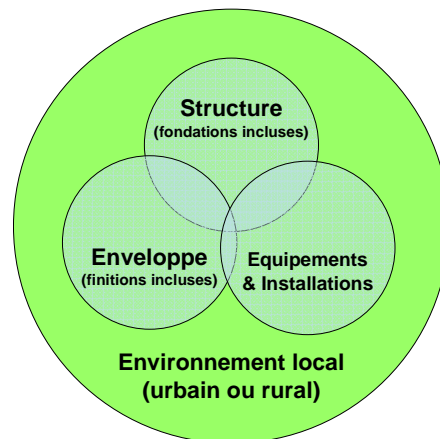 Structure
(fondations incluses)
Enveloppe
(finitions incluses)
Equipements
& Installations
Environnement local
(urbain ou rural)